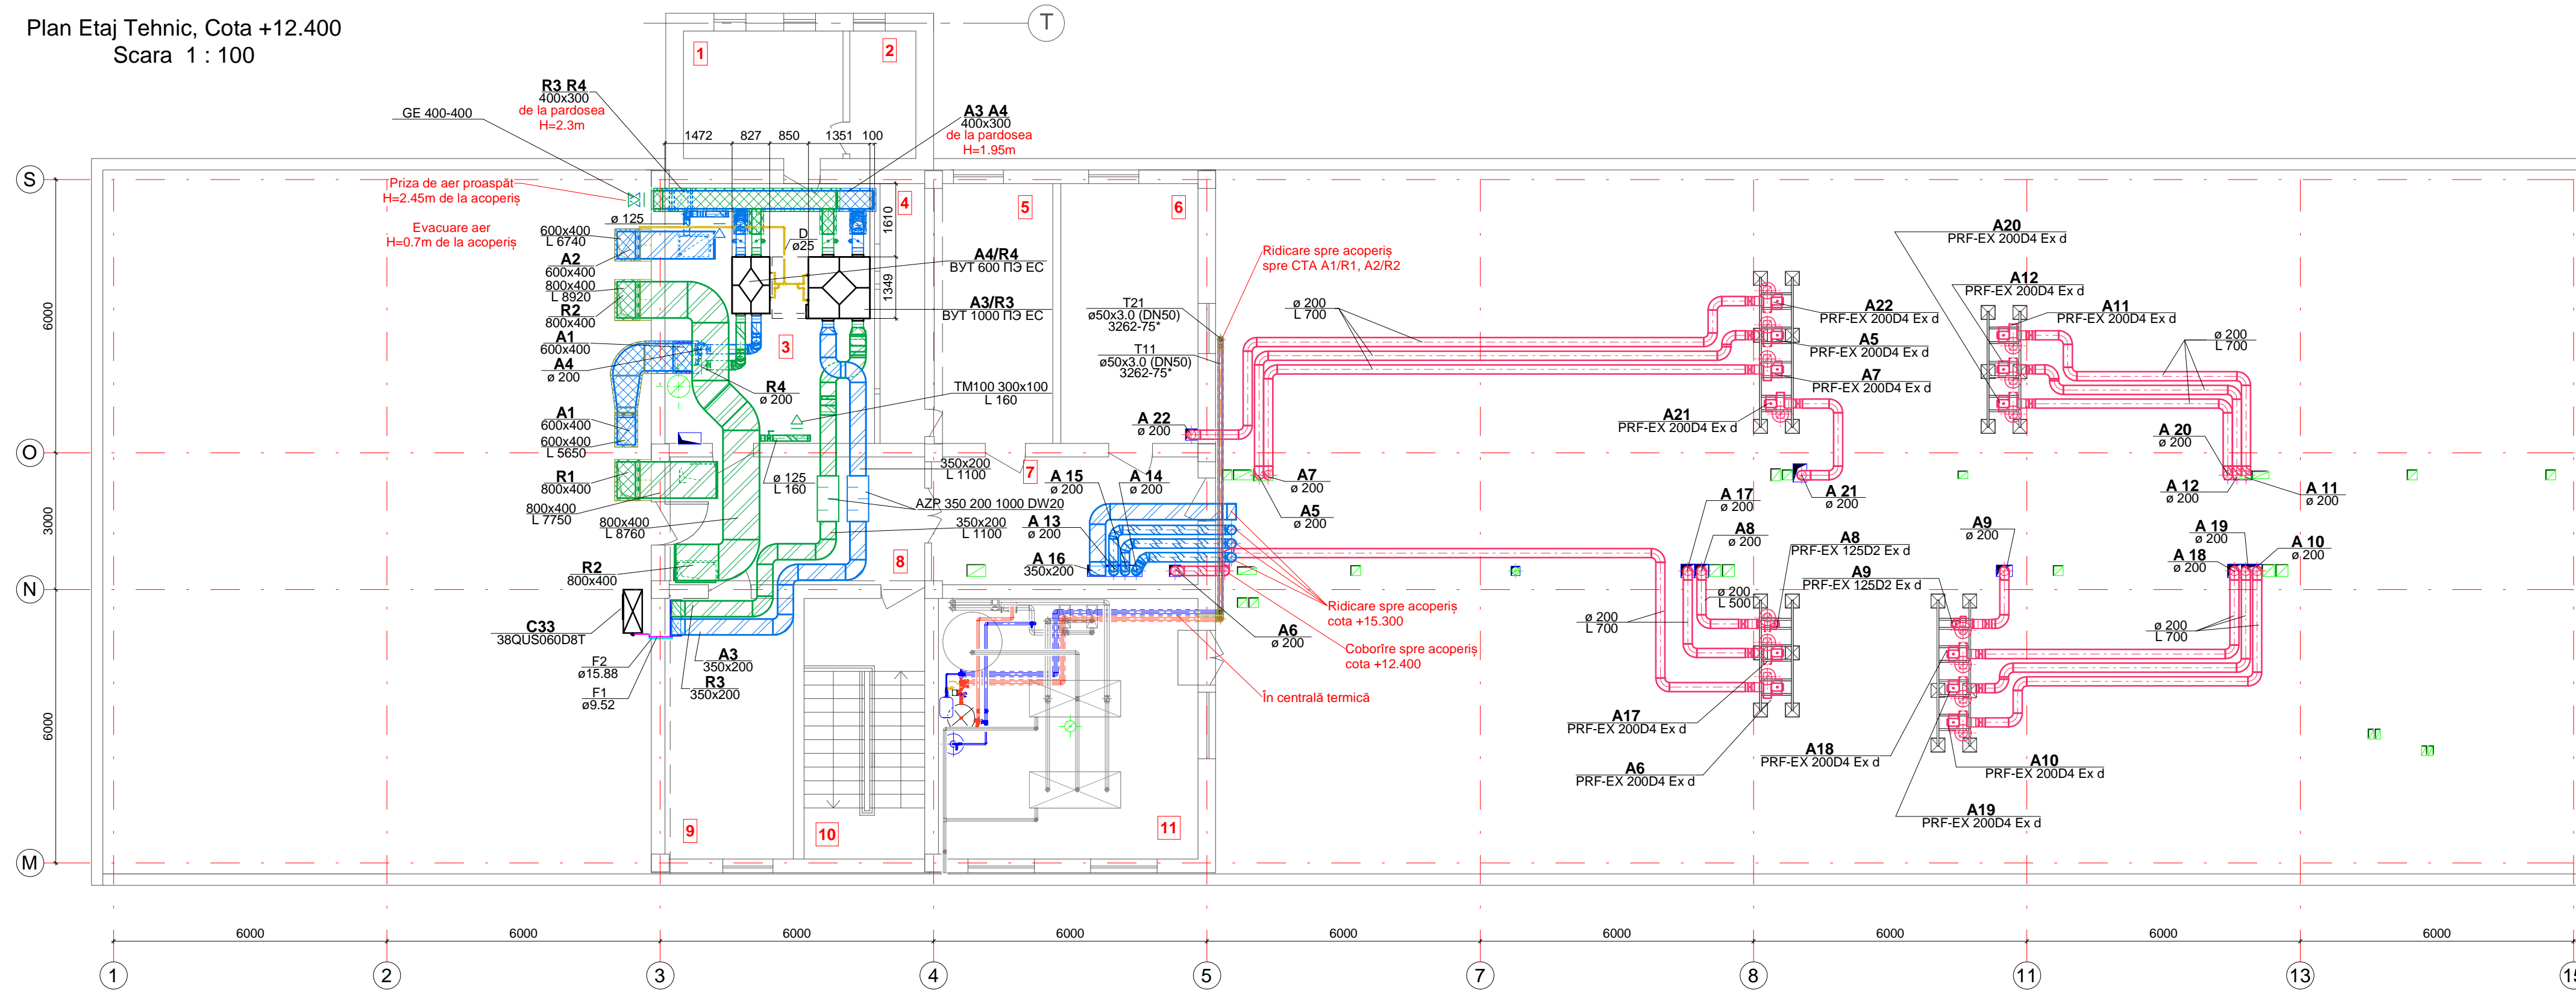 Plan Etaj Tehnic, Cota +12.400
Scara 1 : 100
T
1
2
R3 R4
400x300
de la pardosea
H=2.3m
GE 400-400
A3 A4
400x300
de la pardosea
H=1.95m
1472
827
850
1351
100
S
Priza de aer proaspăt
H=2.45m de la acoperiș
Evacuare aer
H=0.7m de la acoperiș
ø 125
600x400
L 6740
A2
600x400
800x400
L 8920
R2
800x400
A1
600x400
A4
ø 200
A1
600x400
600x400
L 5650
R1
800x400
800x400
L 7750
800x400
L 8760
R2
800x400
C33
38QUS060D8T
F2
ø15.88
F1
ø9.52
A3
350x200
R3
350x200
D
ø25
4
1610
1349
5
6
A4/R4
ВУТ 600 ПЭ ЕС
A3/R3
ВУТ 1000 ПЭ ЕС
3
R4
ø 200
TM100 300x100
L 160
ø 125
L 160
350x200
L 1100
AZP 350 200 1000 DW20
350x200
L 1100
7
8
9
10
11
Ridicare spre acoperiș
spre CTA A1/R1, A2/R2
T21
ø50x3.0 (DN50)
3262-75*
T11
ø50x3.0 (DN50)
3262-75*
ø 200
L 700
A 22
ø 200
A 15
ø 200
A 14
ø 200
A 13
ø 200
A 16
350x200
A7
ø 200
A5
ø 200
A6
ø 200
Ridicare spre acoperiș
cota +15.300
Coborîre spre acoperiș
cota +12.400
În centrală termică
A22
PRF-EX 200D4 Ex d
A5
PRF-EX 200D4 Ex d
A7
PRF-EX 200D4 Ex d
A21
PRF-EX 200D4 Ex d
A 21
ø 200
A 17
ø 200
A8
ø 200
A8
PRF-EX 125D2 Ex d
A9
PRF-EX 125D2 Ex d
A9
ø 200
ø 200
L 500
ø 200
L 700
A17
PRF-EX 200D4 Ex d
A6
PRF-EX 200D4 Ex d
A20
PRF-EX 200D4 Ex d
A12
PRF-EX 200D4 Ex d
A11
PRF-EX 200D4 Ex d
ø 200
L 700
A 20
ø 200
A 12
ø 200
A 11
ø 200
A 19
ø 200
A 18
ø 200
A 10
ø 200
ø 200
L 700
A18
PRF-EX 200D4 Ex d
A10
PRF-EX 200D4 Ex d
A19
PRF-EX 200D4 Ex d
6000
O
3000
N
6000
M
6000
6000
6000
6000
6000
6000
6000
6000
6000
1
2
3
4
5
7
8
11
13
15